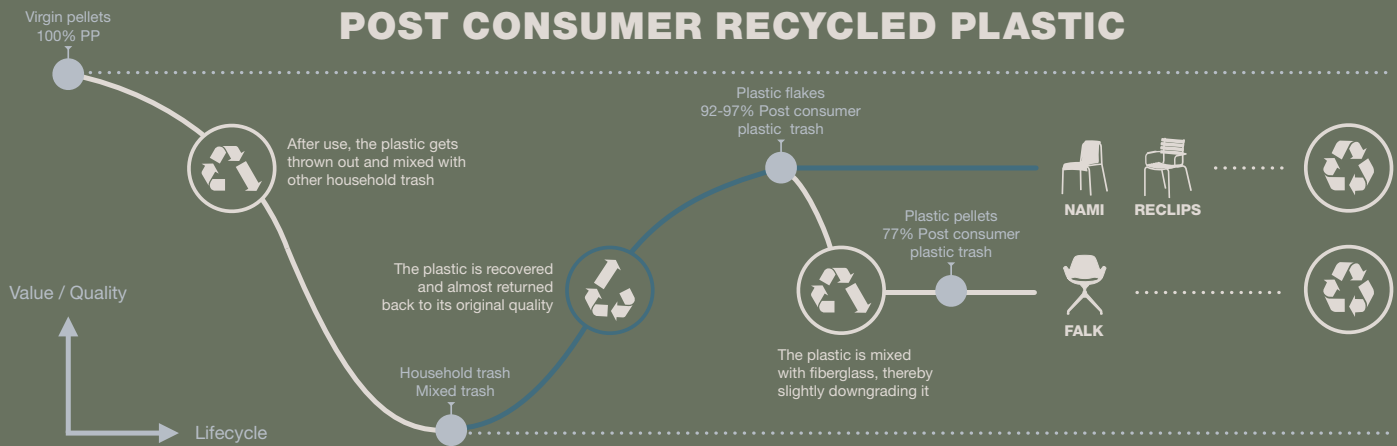 Virgin pellets
100% PP
POST CONSUMER RECYCLED PLASTIC
After use, the plastic gets
thrown out and mixed with
other household trash
Plastic flakes
92-97% Post consumer
plastic trash
NAMI
RECLIPS
Plastic pellets
77% Post consumer
plastic trash
The plastic is recovered
and almost returned
back to its original quality
FALK
Value / Quality
The plastic is mixed
with fiberglass, thereby
slightly downgrading it
Household trash
Mixed trash
Lifecycle